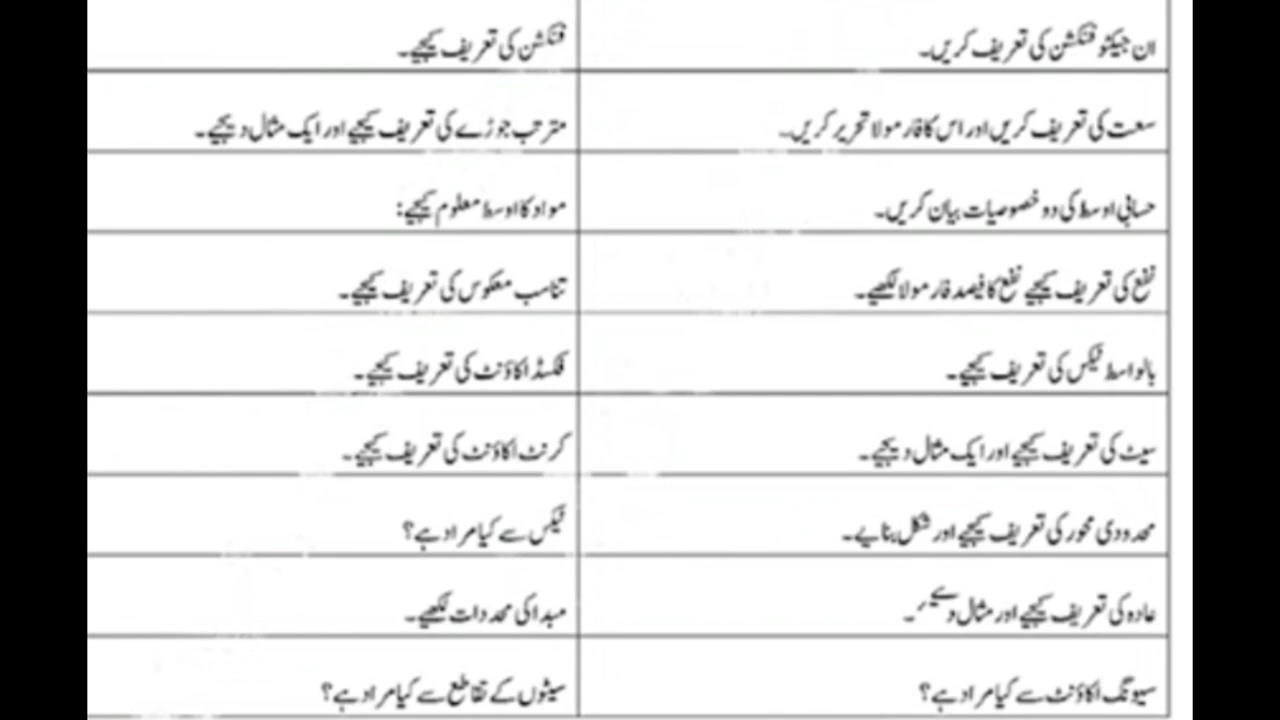 ان جیکٹو فنکشن کی تعریف کریں۔
فنکشن کی تعریف کیجیے۔
سعت کی تعریف کریں اور اس کا فارمولا تحریر کریں۔
مترتب جوڑے کی تعریف کیجیے اور ایک مثال دیجیے۔
حسابی اوسط کی دو خصوصیات بیان کریں۔
مواد کا اوسط معلوم کیجیے:
نفع کی تعریف کیجیے نفع کا فیصد فارمولا لکھیے۔
تناسب معکوس کی تعریف کیجیے۔
بالواسط ٹیکس کی تعریف کیجیے۔
فکسڈ اکاؤنٹ کی تعریف کیجیے۔
سیٹ کی تعریف کیجیے اور ایک مثال دیجیے۔
کرنٹ اکاؤنٹ کی تعریف کیجیے۔
محدودی محور کی تعریف کیجیے اور شکل بنایے۔
ٹیکس سے کیا مراد ہے؟
عادہ کی تعریف کیجیے اور مثال
مبدا کی محددات لکھیے۔
سیونگ اکاؤنٹ سے کیا مراد ہے؟
سیٹوں کے تقاطع سے کیا مراد ہے؟